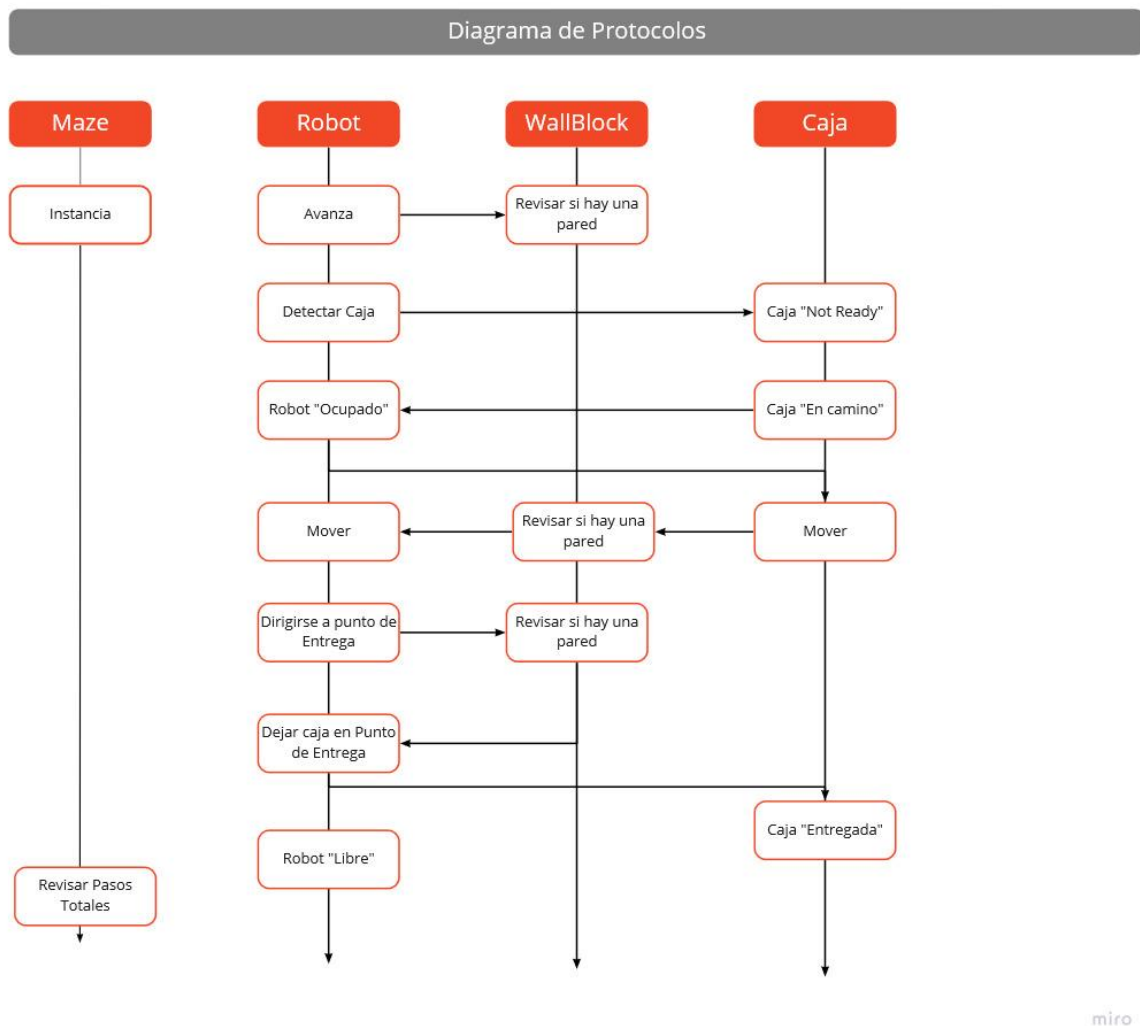 Diagrama de Protocolos
Maze
Robot
WallBlock
Caja
Instancia
Avanza
Revisar si hay una
pared
Detectar Caja
Caja "Not Ready"
Robot "Ocupado"
Caja "En camino"
Mover
Revisar si hay una
pared
Mover
Dirigirse a punto de
Entrega
Revisar si hay una
pared
Dejar caja en Punto
de Entrega
Caja "Entregada"
Robot "Libre"
Revisar Pasos
Totales
miro